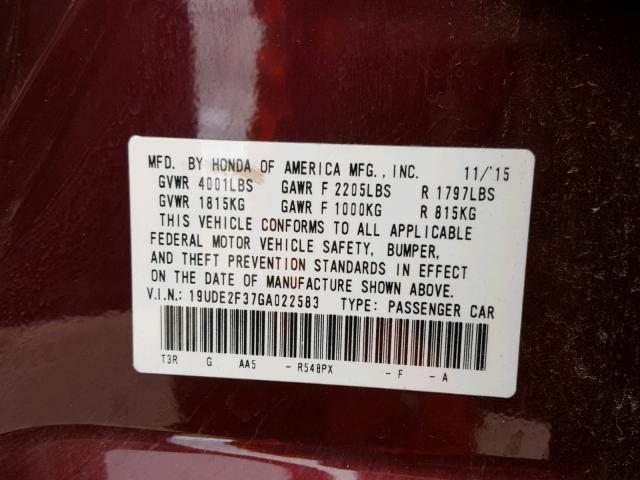 MFD. BY HONDA OF AMERICA MFG., INC. 11/'15
GVWR 4001LBS GAWR F 2205LBS R 1797LBS
GVWR 1815KG GAWR F 1000KG R 815KG
THIS VEHICLE CONFORMS TO ALL APPLICABLE
FEDERAL MOTOR VEHICLE SAFETY, BUMPER,
AND THEFT PREVENTION STANDARDS IN EFFECT
ON THE DATE OF MANUFACTURE SHOWN ABOVE.
V.I.N.: 19UDE2F37GA022583 TYPE: PASSENGER CAR
T3R G AA5 - R548PX - F - A